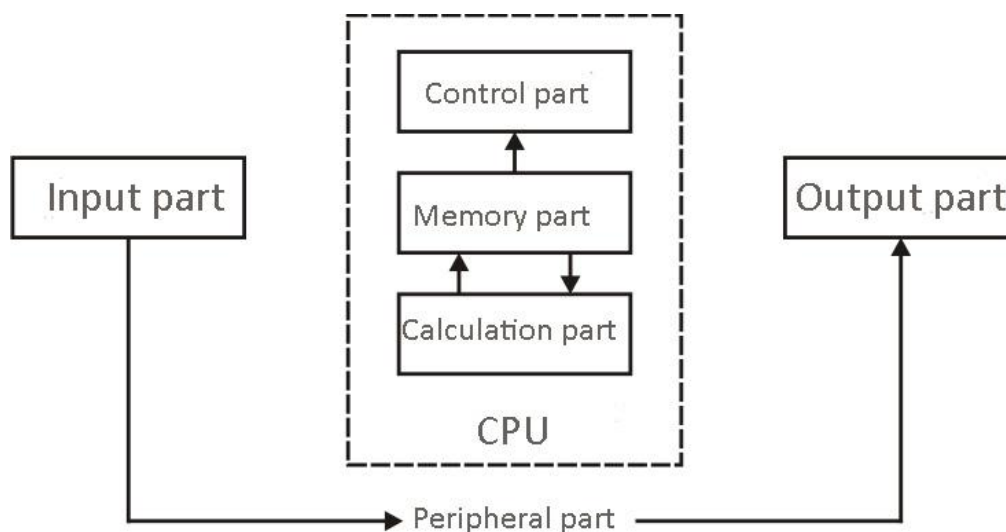 Control part
Input part
Memory part
Output part
Calculation part
CPU
Peripheral part